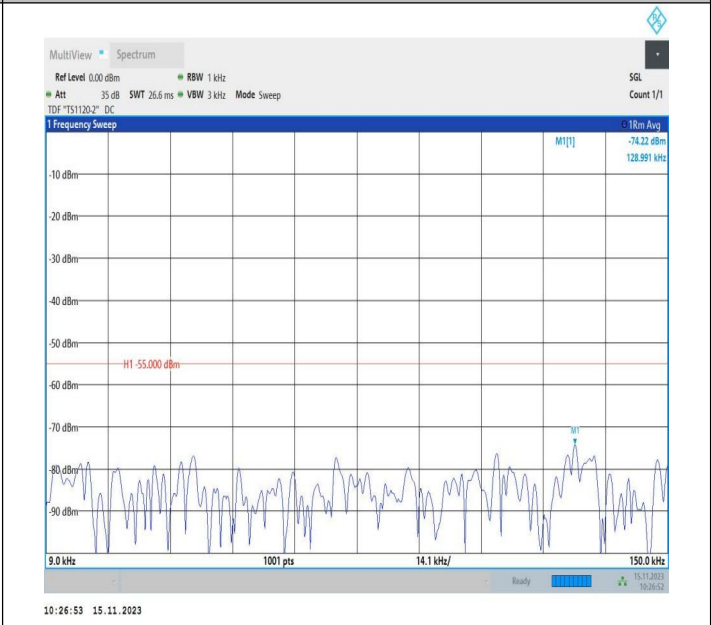 MultiView Spectrum
Ref Level 0.00 dBm RBW 1 kHz SGL
Att 35 dB SWT 26.6 ms VBW 3 kHz Mode Sweep Count 1/1
TDF "TS1120-2" DC
1 Frequency Sweep 1Rm Avg
M1[1] -74.22 dBm
128.991 kHz
-10 dBm
-20 dBm
-30 dBm
-40 dBm
-50 dBm
H1 -55.000 dBm
-60 dBm
-70 dBm
M1
-80 dBm
-90 dBm
9.0 kHz 1001 pts 14.1 kHz/ 150.0 kHz
Ready 15.11.2023
10:26:52
10:26:53 15.11.2023